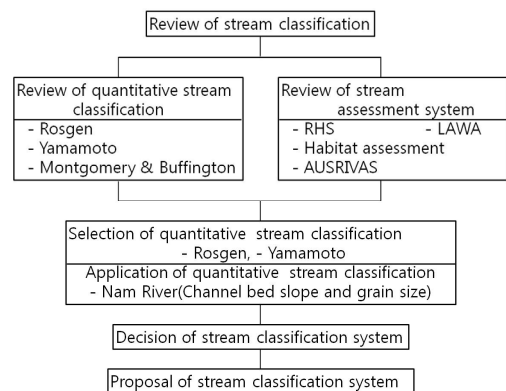 Review of stream classification
Review of quantitative stream
classification
- Rosgen
- Yamamoto
- Montgomery & Buffington
Review of stream
assessment system
- RHS - LAWA
- Habitat assessment
- AUSRIVAS
Selection of quantitative stream classification
- Rosgen, - Yamamoto
Application of quantitative stream classification
- Nam River(Channel bed slope and grain size)
Decision of stream classification system
Proposal of stream classification system